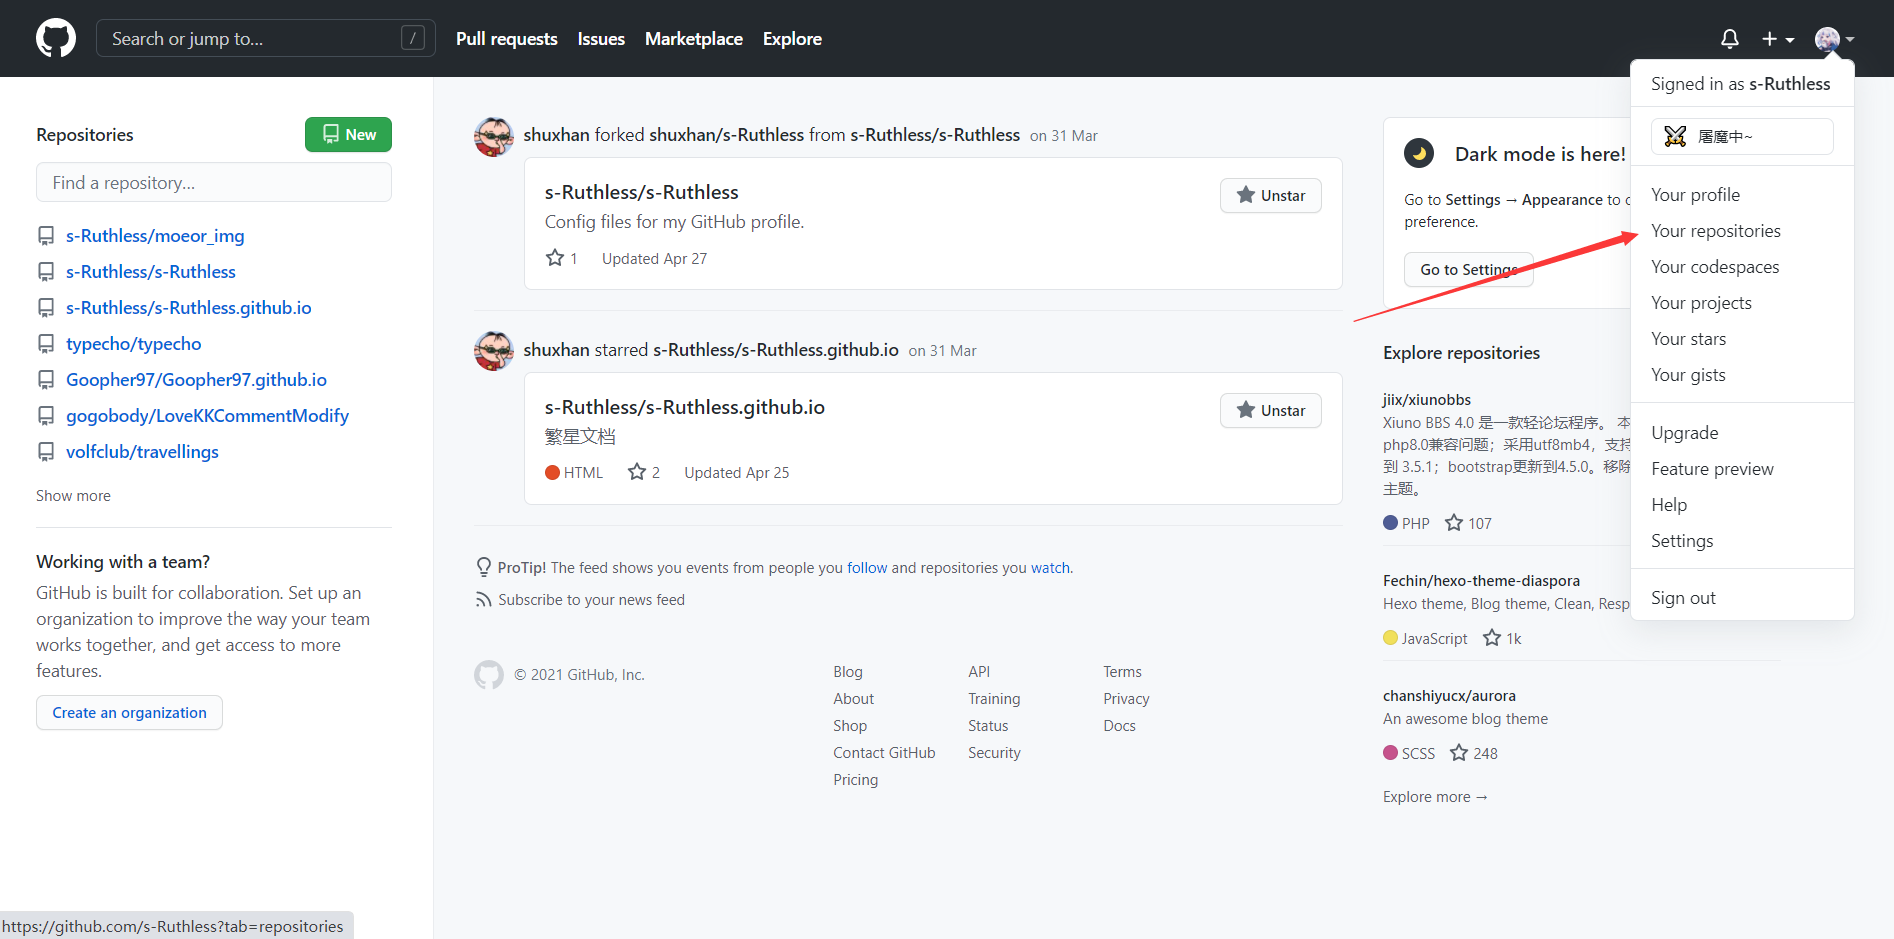 Search or jump to...
/
Pull requests
Issues
Marketplace
Explore
Repositories
New
Find a repository...
s-Ruthless/moeor_img
s-Ruthless/s-Ruthless
s-Ruthless/s-Ruthless.github.io
typecho/typecho
Goopher97/Goopher97.github.io
gogobody/LoveKKCommentModify
volfclub/travellings
Show more
Working with a team?
GitHub is built for collaboration. Set up an
organization to improve the way your team
works together, and get access to more
features.
Create an organization
shuxhan forked shuxhan/s-Ruthless from s-Ruthless/s-Ruthless on 31 Mar
s-Ruthless/s-Ruthless
Unstar
Config files for my GitHub profile.
1 Updated Apr 27
shuxhan starred s-Ruthless/s-Ruthless.github.io on 31 Mar
s-Ruthless/s-Ruthless.github.io
Unstar
繁星文档
HTML 2 Updated Apr 25
ProTip! The feed shows you events from people you follow and repositories you watch.
Subscribe to your news feed
© 2021 GitHub, Inc.
Blog
About
Shop
Contact GitHub
Pricing
API
Training
Status
Security
Terms
Privacy
Docs
Dark mode is here!
Go to Settings → Appearance to
preference.
Go to Settings
Explore repositories
jiix/xiunobbs
Xiuno BBS 4.0 是一款轻论坛程序。 本
php8.0兼容问题；采用utf8mb4，支持
到 3.5.1；bootstrap更新到4.5.0。移除
主题。
PHP 107
Fechin/hexo-theme-diaspora
Hexo theme, Blog theme, Clean, Resp
JavaScript 1k
chanshiyucx/aurora
An awesome blog theme
SCSS 248
Explore more →
Signed in as s-Ruthless
屠魔中~
Your profile
Your repositories
Your codespaces
Your projects
Your stars
Your gists
Upgrade
Feature preview
Help
Settings
Sign out
https://github.com/s-Ruthless?tab=repositories